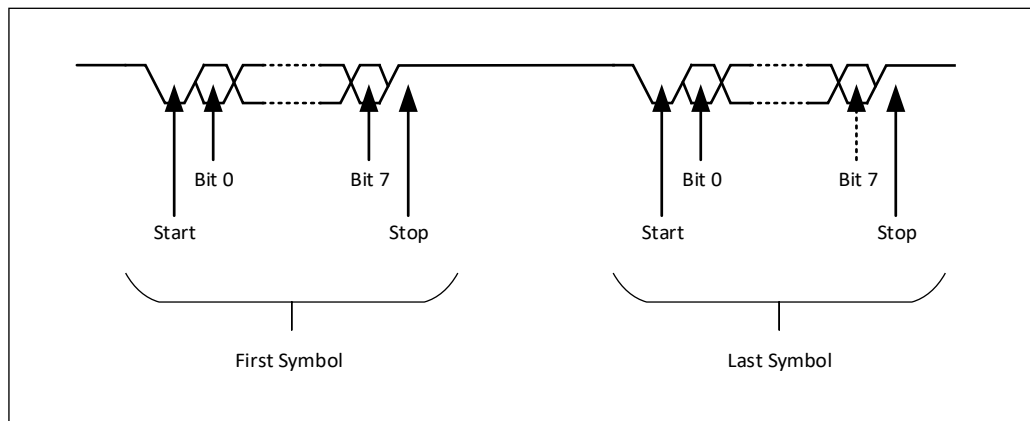 Bit 0 Bit 7 Bit 0 Bit 7
Start Stop Start Stop
First Symbol Last Symbol